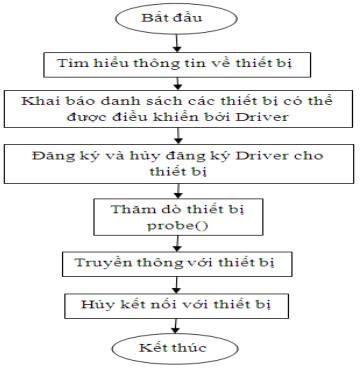 Bắt đầu
Tìm hiểu thông tin về thiết bị
Khai báo danh sách các thiết bị có thể
được điều khiển bởi Driver
Đăng ký và hủy đăng ký Driver cho
thiết bị
Thăm dò thiết bị
probe()
Truyền thông với thiết bị
Hủy kết nối với thiết bị
Kết thúc